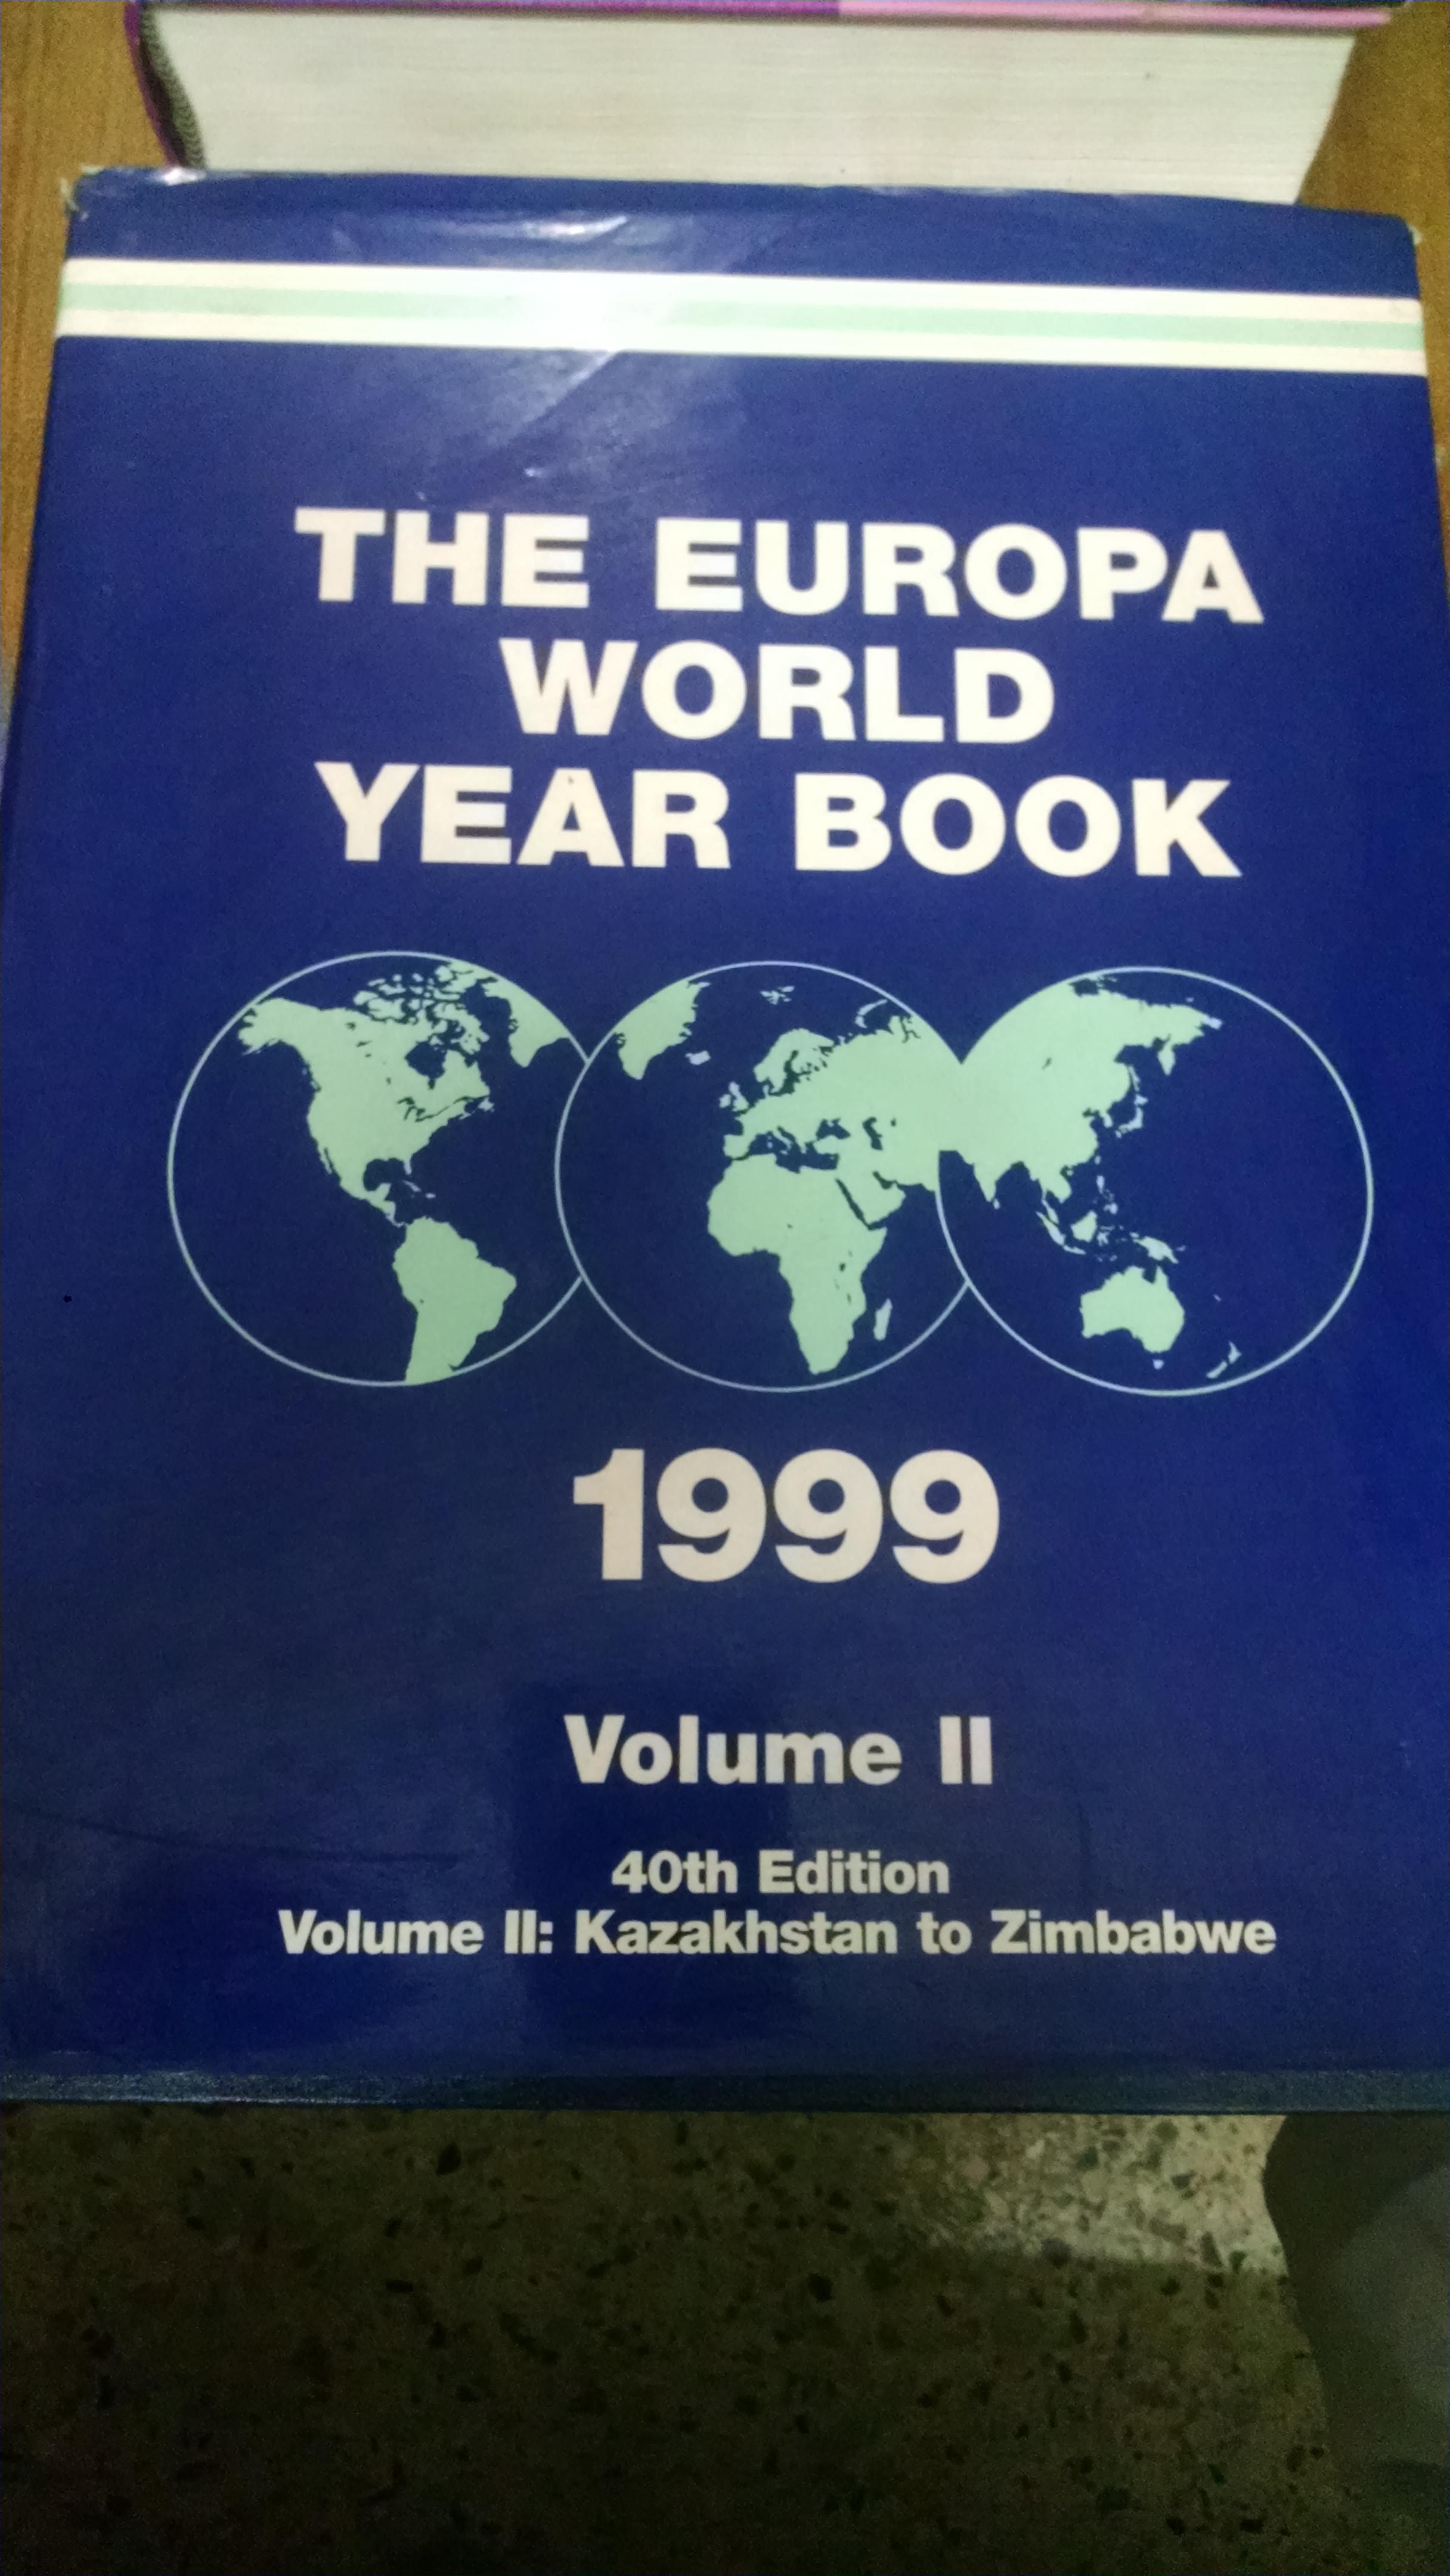 THE EUROPA
WORLD
YEAR BOOK
1999
Volume II
40th Edition
Volume II: Kazakhstan to Zimbabwe